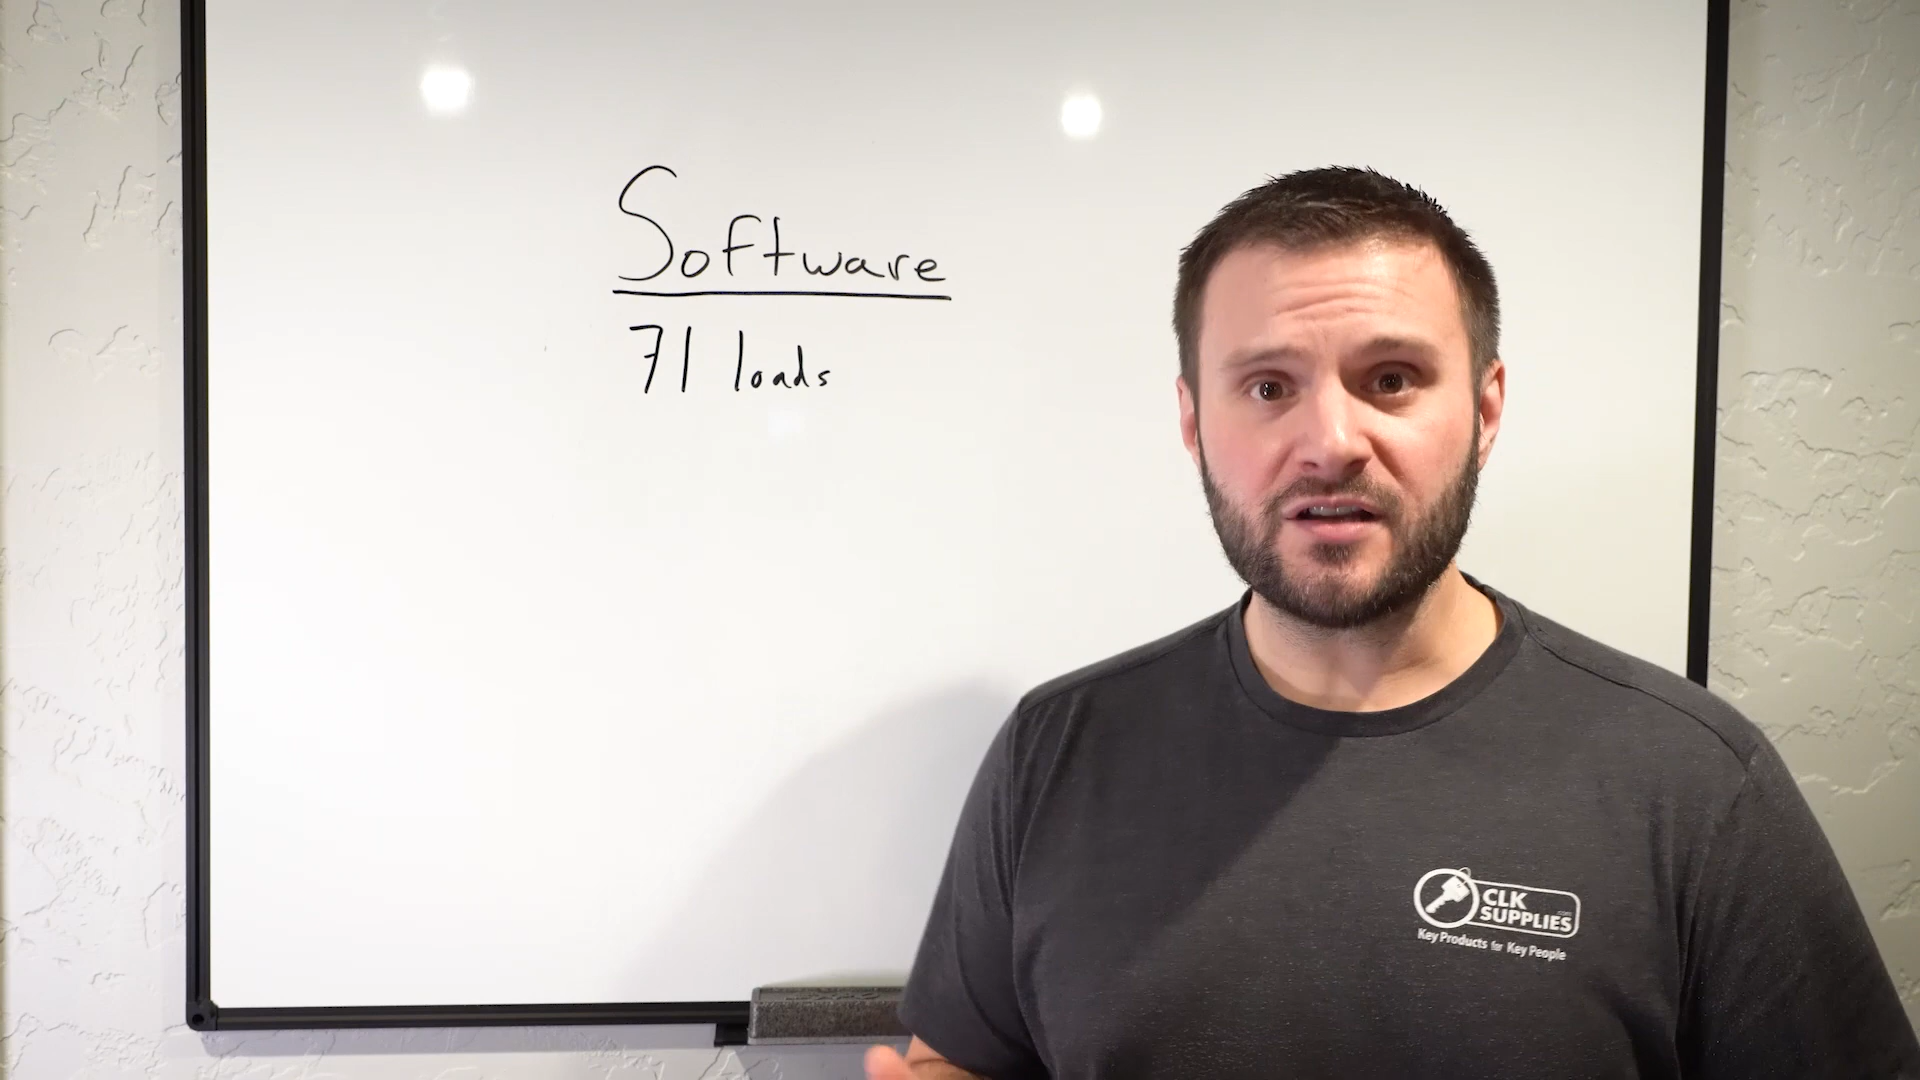 Software
71 loads
CLK
SUPPLIES
Key Products for Key People